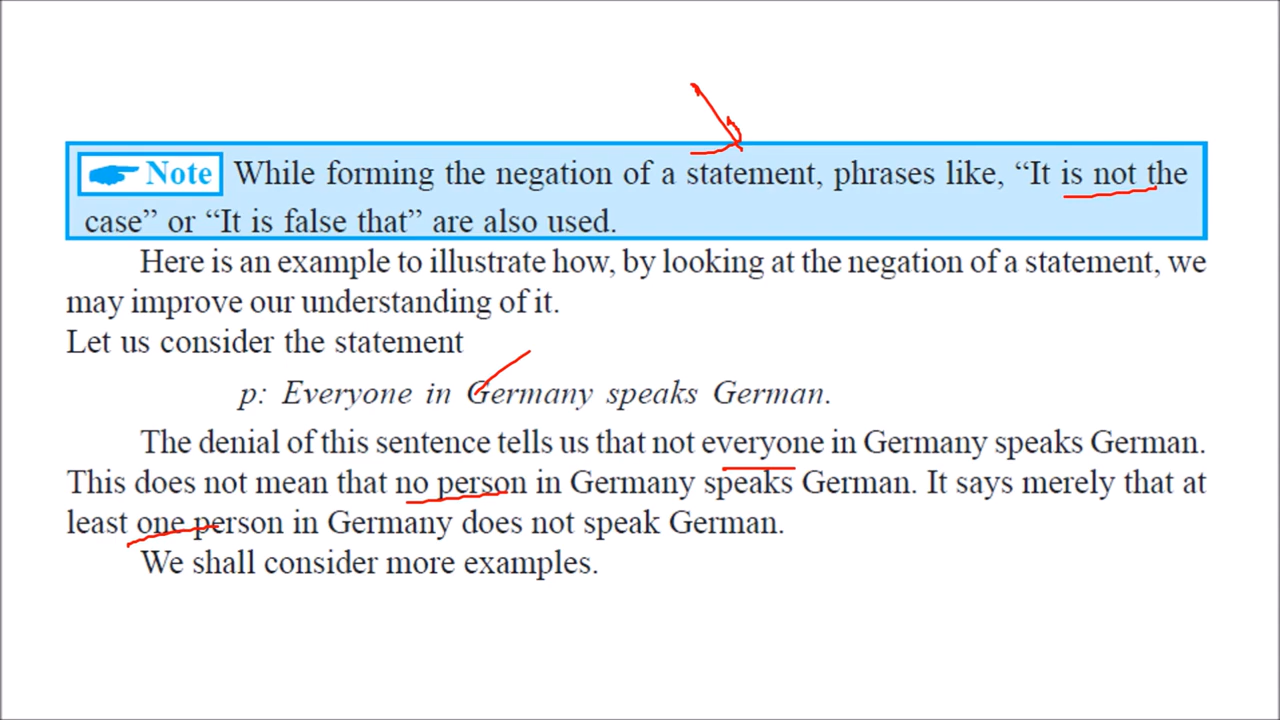 Note While forming the negation of a statement, phrases like, “It is not the
case” or “It is false that” are also used.
Here is an example to illustrate how, by looking at the negation of a statement, we
may improve our understanding of it.
Let us consider the statement
p: Everyone in Germany speaks German.
The denial of this sentence tells us that not everyone in Germany speaks German.
This does not mean that no person in Germany speaks German. It says merely that at
least one person in Germany does not speak German.
We shall consider more examples.